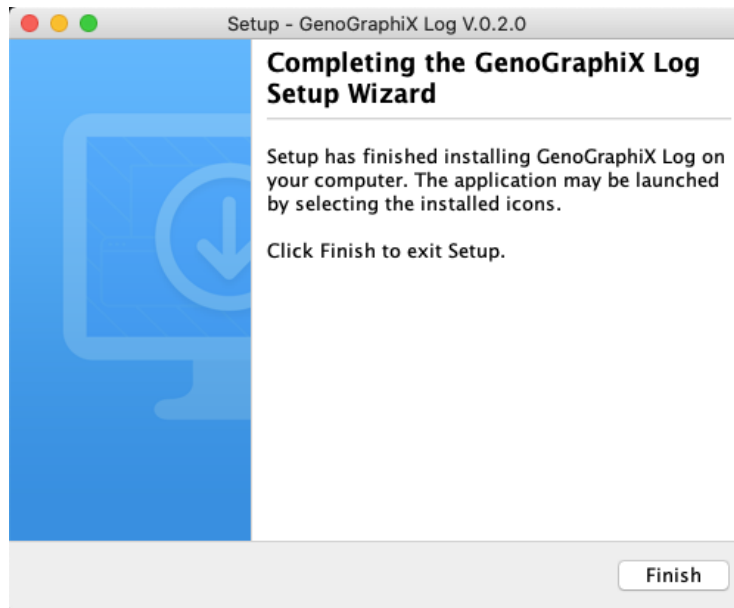 Setup - GenoGraphiX Log V.0.2.0
Completing the GenoGraphiX Log
Setup Wizard
Setup has finished installing GenoGraphiX Log on
your computer. The application may be launched
by selecting the installed icons.
Click Finish to exit Setup.
Finish